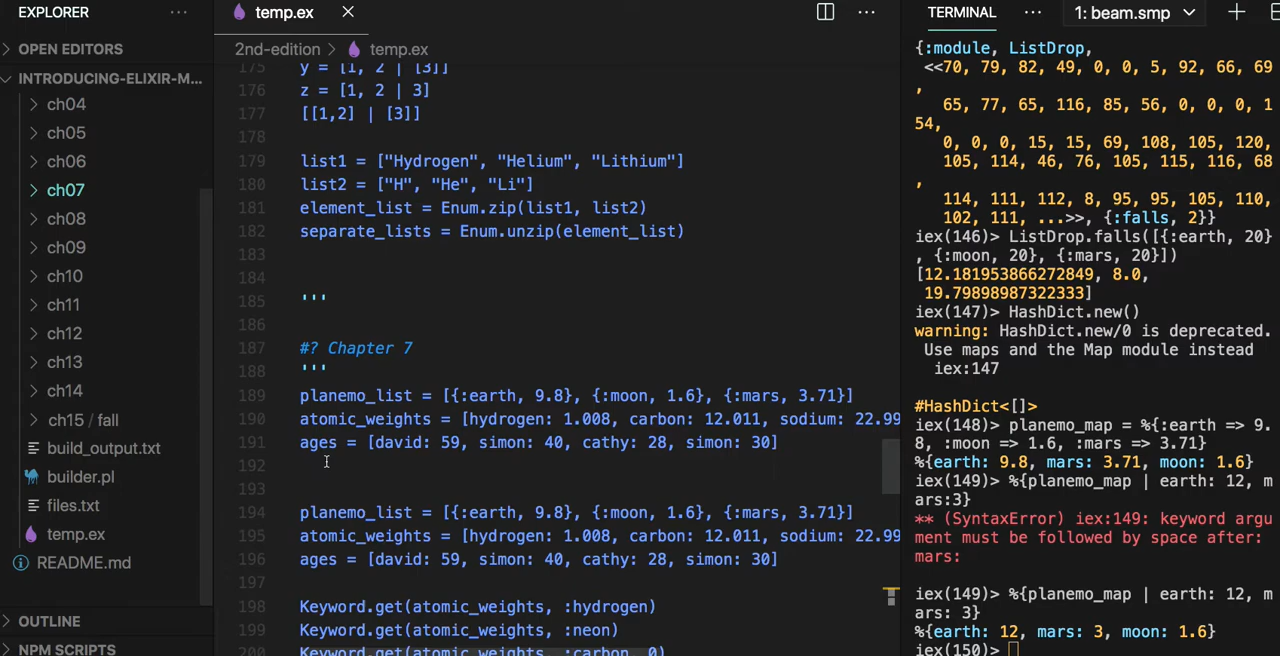 EXPLORER
OPEN EDITORS
INTRODUCING-ELIXIR-M...
ch04
ch05
ch06
ch07
ch08
ch09
ch10
ch11
ch12
ch13
ch14
ch15 / fall
build_output.txt
builder.pl
files.txt
temp.ex
README.md
OUTLINE
NPM SCRIPTS
temp.ex
2nd-edition > temp.ex
175 y = [1, 2 | [3]]
176 z = [1, 2 | 3]
177 [[1,2] | [3]]
178
179 list1 = ["Hydrogen", "Helium", "Lithium"]
180 list2 = ["H", "He", "Li"]
181 element_list = Enum.zip(list1, list2)
182 separate_lists = Enum.unzip(element_list)
183
184
185 '''
186
187 #? Chapter 7
188 '''
189 planemo_list = [{:earth, 9.8}, {:moon, 1.6}, {:mars, 3.71}]
190 atomic_weights = [hydrogen: 1.008, carbon: 12.011, sodium: 22.99
191 ages = [david: 59, simon: 40, cathy: 28, simon: 30]
192
193
194 planemo_list = [{:earth, 9.8}, {:moon, 1.6}, {:mars, 3.71}]
195 atomic_weights = [hydrogen: 1.008, carbon: 12.011, sodium: 22.99
196 ages = [david: 59, simon: 40, cathy: 28, simon: 30]
197
198 Keyword.get(atomic_weights, :hydrogen)
199 Keyword.get(atomic_weights, :neon)
200 Keyword.get(atomic_weights, :carbon, 0)
TERMINAL
1: beam.smp
{:module, ListDrop,
<<70, 79, 82, 49, 0, 0, 5, 92, 66, 69
,
65, 77, 65, 116, 85, 56, 0, 0, 0, 1
54,
0, 0, 0, 15, 15, 69, 108, 105, 120,
105, 114, 46, 76, 105, 115, 116, 68
,
114, 111, 112, 8, 95, 95, 105, 110,
102, 111, ...>>, {:falls, 2}}
iex(146)> ListDrop.falls([{:earth, 20}
, {:moon, 20}, {:mars, 20}])
[12.181953866272849, 8.0,
19.79898987322333]
iex(147)> HashDict.new()
warning: HashDict.new/0 is deprecated.
Use maps and the Map module instead
iex:147
#HashDict<[]>
iex(148)> planemo_map = %{:earth => 9.
8, :moon => 1.6, :mars => 3.71}
%{earth: 9.8, mars: 3.71, moon: 1.6}
iex(149)> %{planemo_map | earth: 12, m
ars:3}
** (SyntaxError) iex:149: keyword argu
ment must be followed by space after:
mars:
iex(149)> %{planemo_map | earth: 12, m
ars: 3}
%{earth: 12, mars: 3, moon: 1.6}
iex(150)>